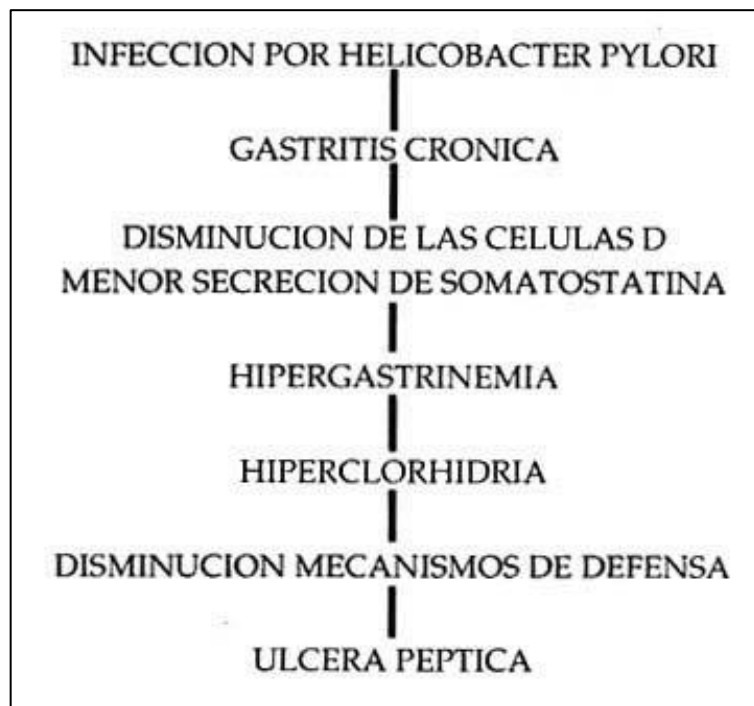 INFECCION POR HELICOBACTER PYLORI
GASTRITIS CRONICA
DISMINUCION DE LAS CELULAS D
MENOR SECRECION DE SOMATOSTATINA
HIPERGASTRINEMIA
HIPERCLORHIDRIA
DISMINUCIÓN MECANISMOS DE DEFENSA
ULCERA PEPTICA